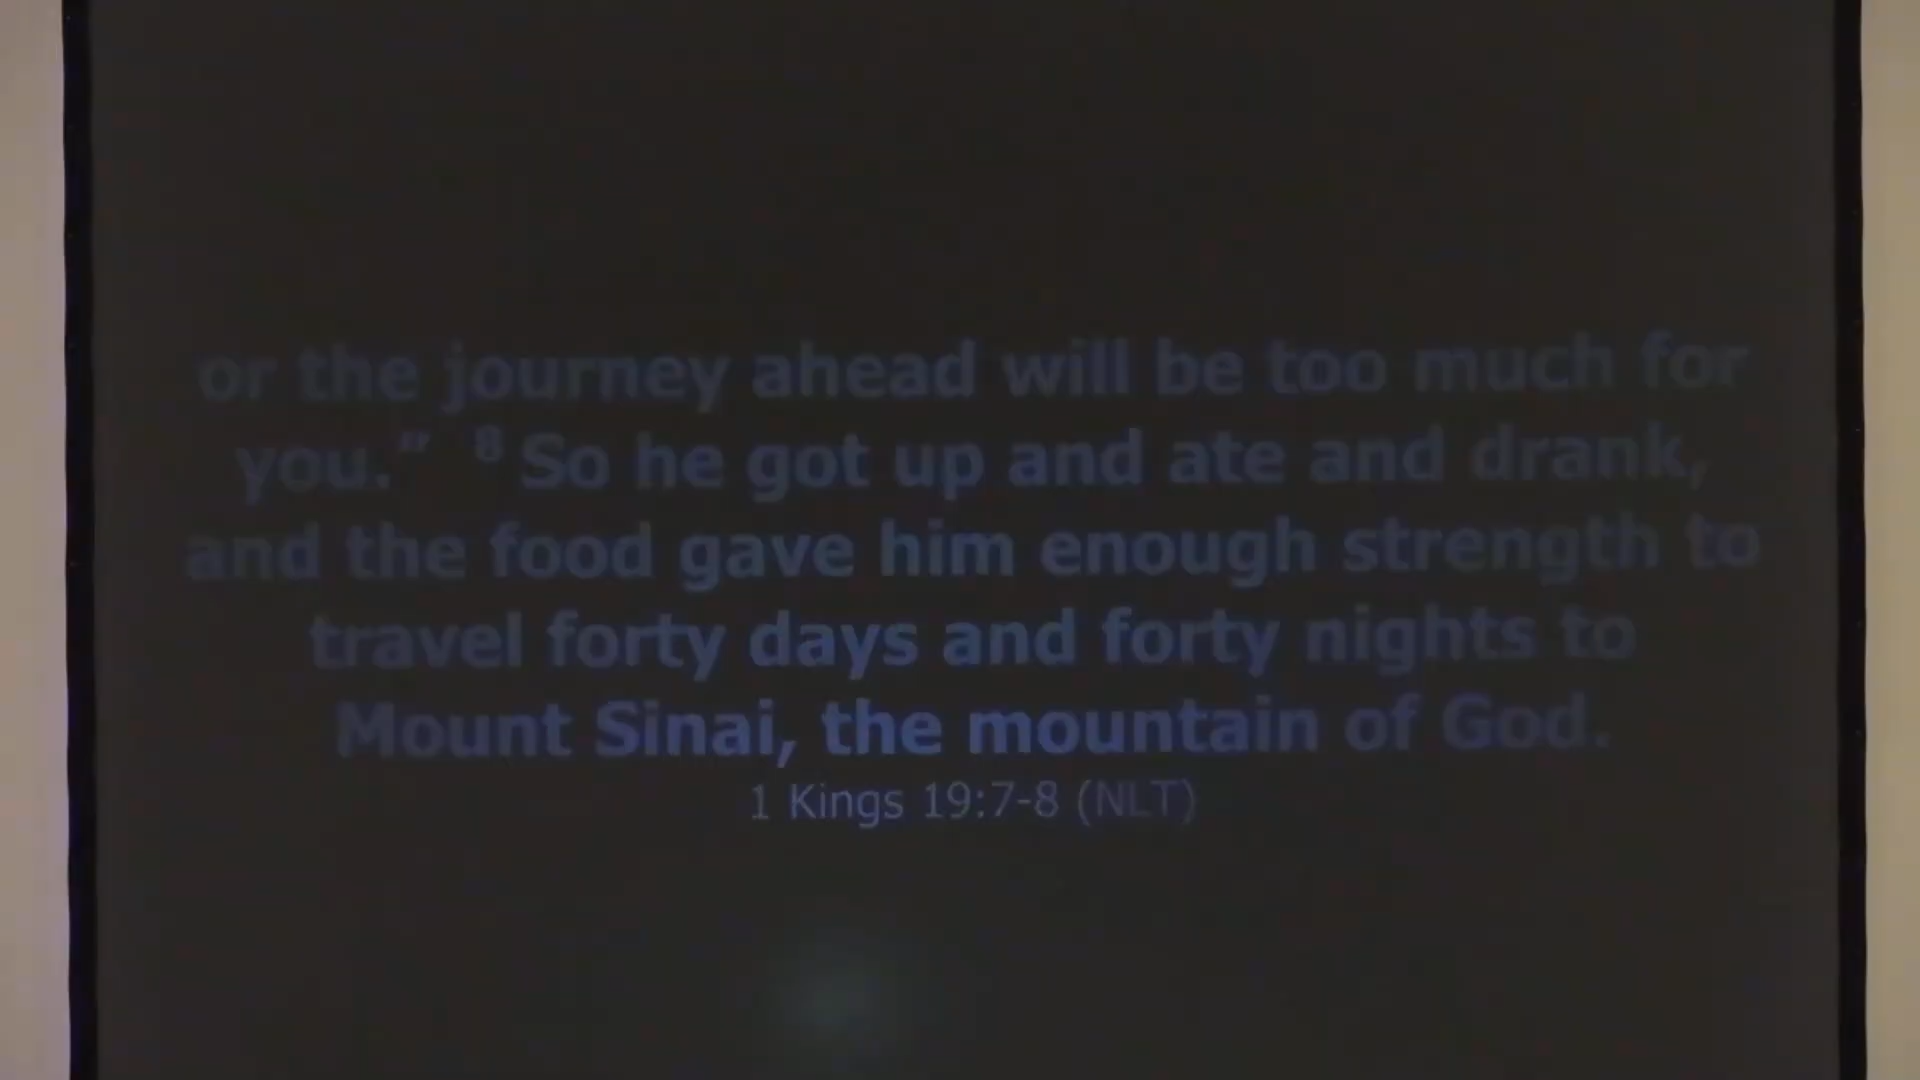 or the journey ahead will be too much for
you.” 8 So he got up and ate and drank,
and the food gave him enough strength to
travel forty days and forty nights to
Mount Sinai, the mountain of God.
1 Kings 19:7-8 (NLT)